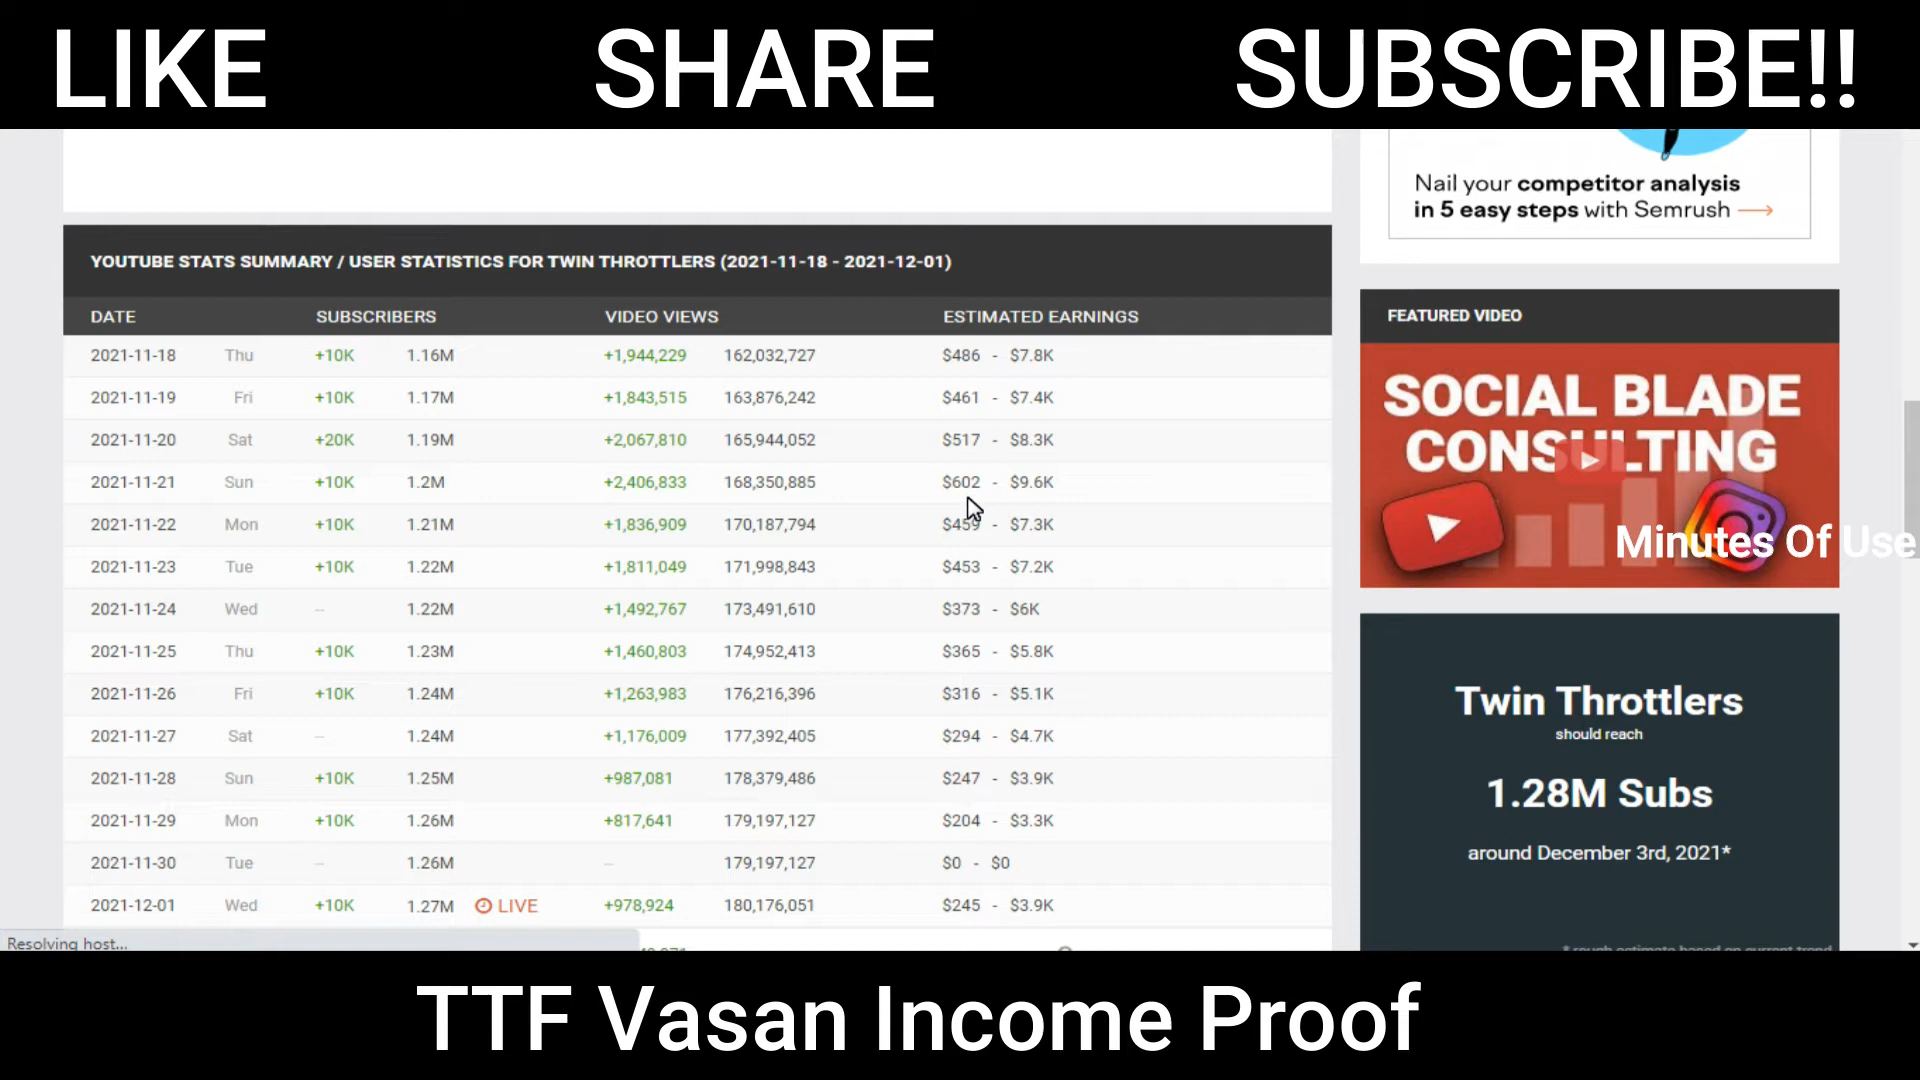 LIKE SHARE SUBSCRIBE!!
Nail your competitor analysis
in 5 easy steps with Semrush
YOUTUBE STATS SUMMARY / USER STATISTICS FOR TWIN THROTTLERS (2021-11-18 - 2021-12-01)
DATE SUBSCRIBERS VIDEO VIEWS ESTIMATED EARNINGS
2021-11-18 Thu +10K 1.16M +1,944,229 162,032,727 $486 - $7.8K
2021-11-19 Fri +10K 1.17M +1,843,515 163,876,242 $461 - $7.4K
2021-11-20 Sat +20K 1.19M +2,067,810 165,944,052 $517 - $8.3K
2021-11-21 Sun +10K 1.2M +2,406,833 168,350,885 $602 - $9.6K
2021-11-22 Mon +10K 1.21M +1,836,909 170,187,794 $459 - $7.3K
2021-11-23 Tue +10K 1.22M +1,811,049 171,998,843 $453 - $7.2K
2021-11-24 Wed -- 1.22M +1,492,767 173,491,610 $373 - $6K
2021-11-25 Thu +10K 1.23M +1,460,803 174,952,413 $365 - $5.8K
2021-11-26 Fri +10K 1.24M +1,263,983 176,216,396 $316 - $5.1K
2021-11-27 Sat -- 1.24M +1,176,009 177,392,405 $294 - $4.7K
2021-11-28 Sun +10K 1.25M +987,081 178,379,486 $247 - $3.9K
2021-11-29 Mon +10K 1.26M +817,641 179,197,127 $204 - $3.3K
2021-11-30 Tue -- 1.26M -- 179,197,127 $0 - $0
2021-12-01 Wed +10K 1.27M LIVE +978,924 180,176,051 $245 - $3.9K
FEATURED VIDEO
SOCIAL BLADE
CONSULTING
Minutes Of Use
Twin Throttlers
should reach
1.28M Subs
around December 3rd, 2021*
* rough estimate based on current trend
Resolving host...
TTF Vasan Income Proof